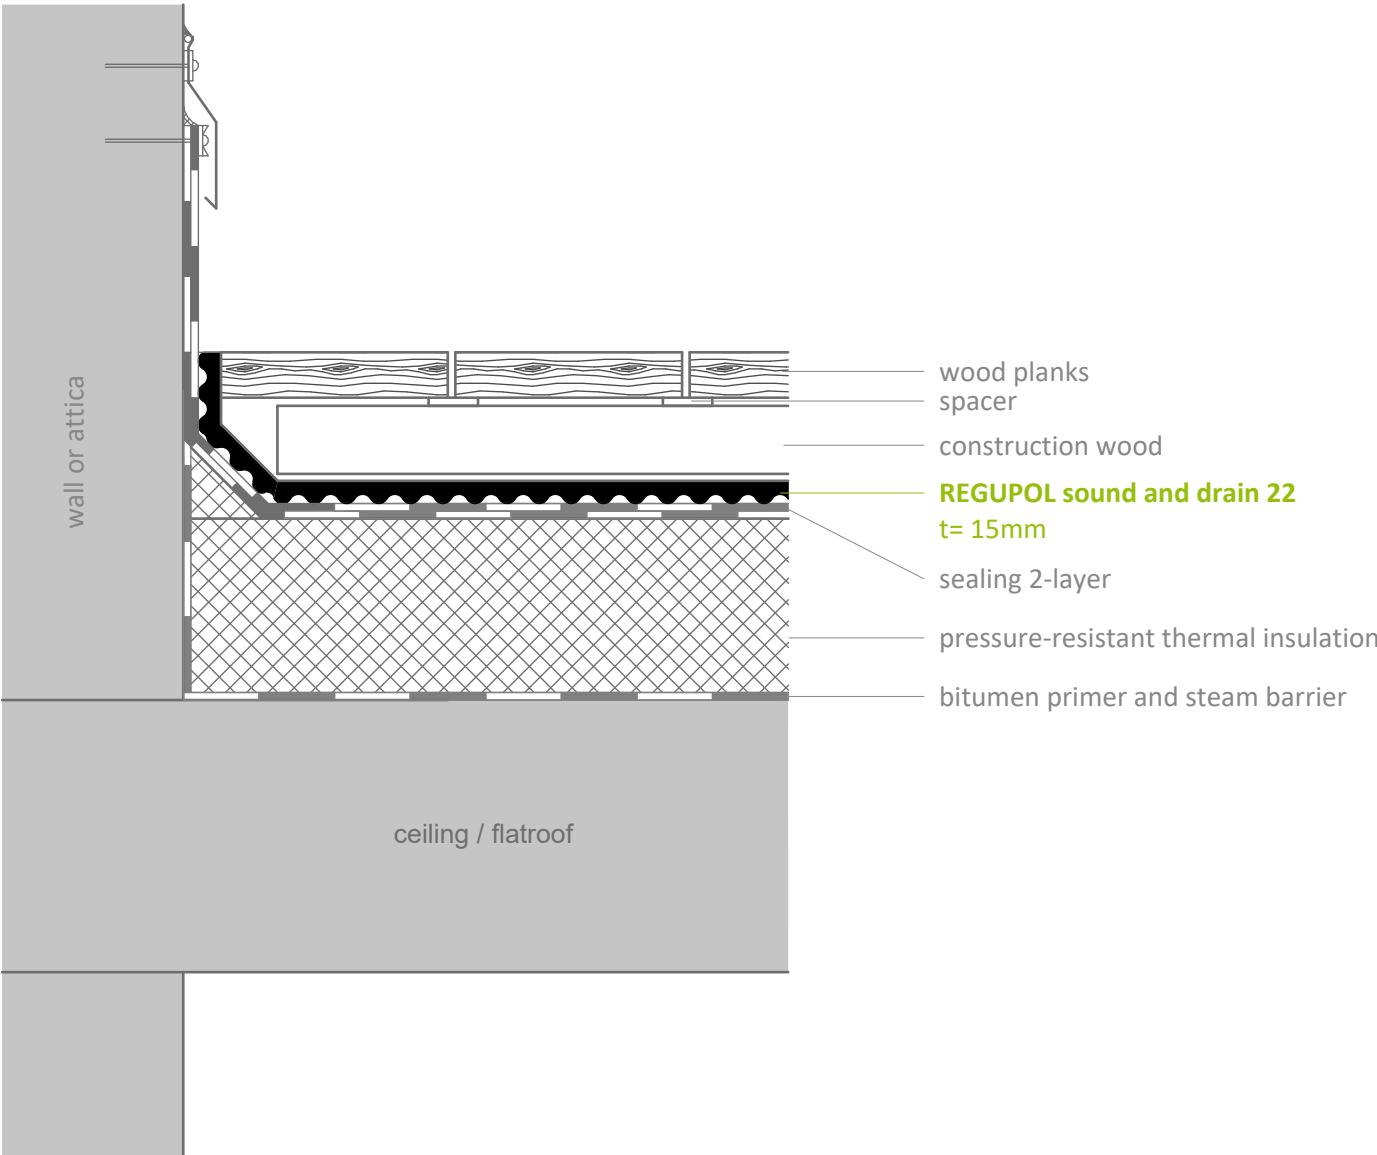 wall or attica
wood planks
spacer
construction wood
REGUPOL sound and drain 22
t= 15mm
sealing 2-layer
pressure-resistant thermal insulation
bitumen primer and steam barrier
ceiling / flatroof